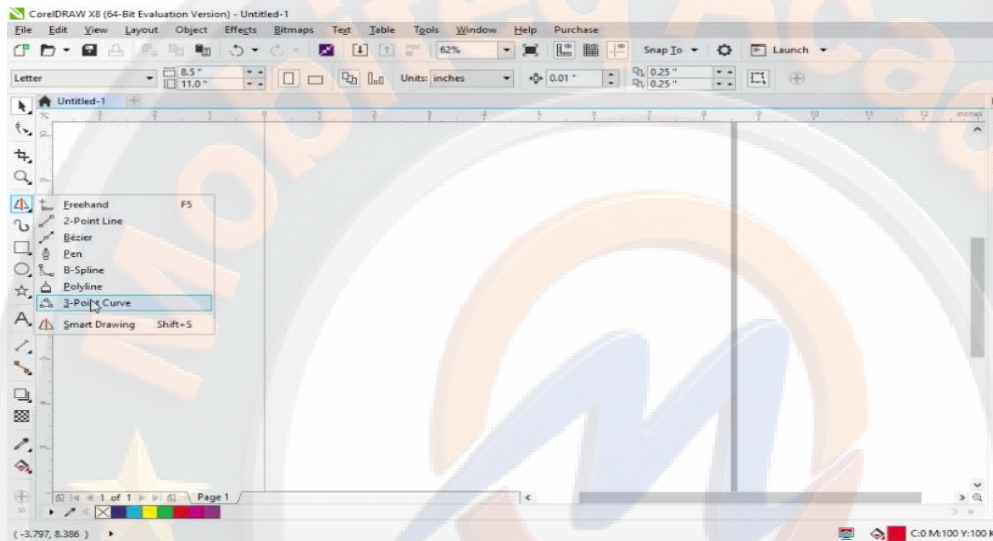 CorelDRAW X8 (64-Bit Evaluation Version) - Untitled-1
File Edit View Layout Object Effects Bitmaps Text Table Tools Window Help Purchase
62% Snap To Launch
Letter 8.5 " 11.0 " Units: inches 0.01 " 0.25 " 0.25 "
Untitled-1
inches
Freehand F5
2-Point Line
Bézier
Pen
B-Spline
Polyline
3-Point Curve
Smart Drawing Shift+S
1 of 1 Page 1
( -3.797, 8.386 ) C:0 M:100 Y:100 K